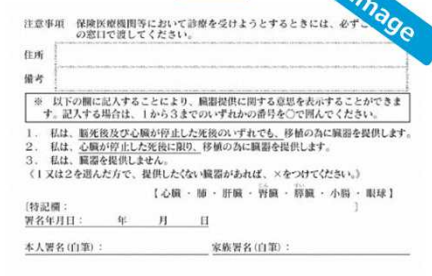 注意事項 保険医療機関等において診療を受けようとするときには、必ずこ
の窓口で渡してください。
住所
備考
※ 以下の欄に記入することにより、臓器提供に関する意思を表示することができま
す。記入する場合は、1から3までのいずれかの番号を○で囲んでください。
1. 私は、脳死後及び心臓が停止した死後のいずれでも、移植の為に臓器を提供します。
2. 私は、心臓が停止した死後に限り、移植の為に臓器を提供します。
3. 私は、臓器を提供しません。
《1又は2を選んだ方で、提供したくない臓器があれば、×をつけてください。》
【心臓・肺・肝臓・腎臓・膵臓・小腸・眼球】
〔特記欄: 〕
署名年月日: 年 月 日
本人署名(自筆): 家族署名(自筆):
mage